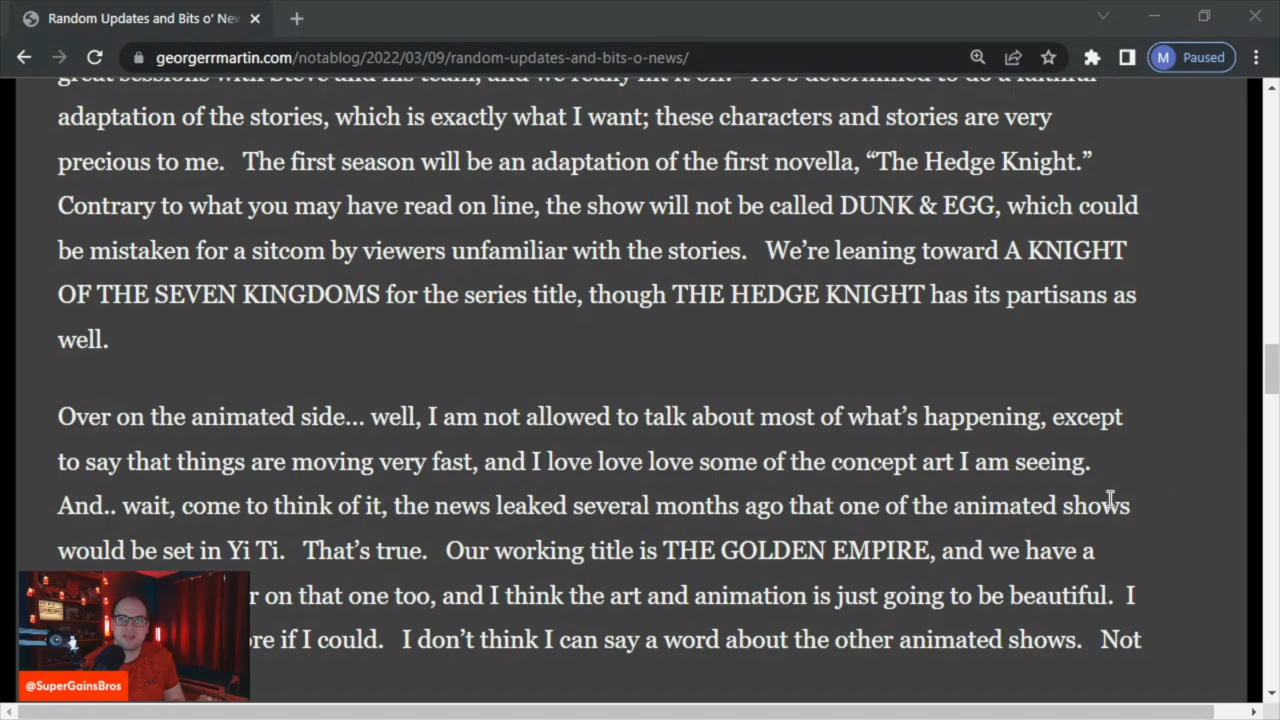 Random Updates and Bits o' Nev
georgerrmartin.com/notablog/2022/03/09/random-updates-and-bits-o-news/
M Paused
great sessions with Steve and his team, and we really hit it off. He's determined to do a faithful
adaptation of the stories, which is exactly what I want; these characters and stories are very
precious to me. The first season will be an adaptation of the first novella, “The Hedge Knight.”
Contrary to what you may have read on line, the show will not be called DUNK & EGG, which could
be mistaken for a sitcom by viewers unfamiliar with the stories. We’re leaning toward A KNIGHT
OF THE SEVEN KINGDOMS for the series title, though THE HEDGE KNIGHT has its partisans as
well.
Over on the animated side... well, I am not allowed to talk about most of what’s happening, except
to say that things are moving very fast, and I love love love some of the concept art I am seeing.
And.. wait, come to think of it, the news leaked several months ago that one of the animated shows
would be set in Yi Ti. That’s true. Our working title is THE GOLDEN EMPIRE, and we have a
r on that one too, and I think the art and animation is just going to be beautiful. I
ore if I could. I don’t think I can say a word about the other animated shows. Not
@SuperGainsBros